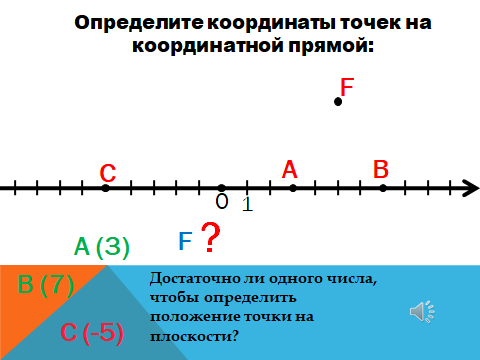 Определите координаты точек на
координатной прямой:
F
C
A
B
0
1
F ?
A (3)
B (7)
C (-5)
Достаточно ли одного числа,
чтобы определить
положение точки на
плоскости?